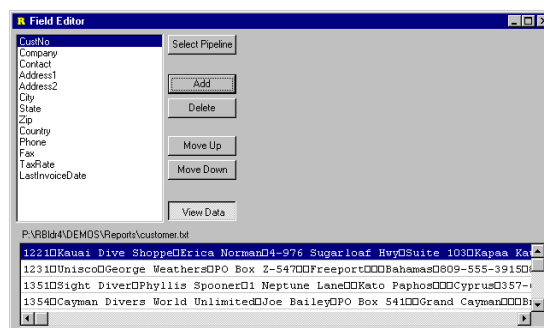 R Field Editor
CustNo
Company
Contact
Address1
Address2
City
State
Zip
Country
Phone
Fax
TaxRate
LastInvoiceDate
Select Pipeline
Add
Delete
Move Up
Move Down
View Data
P:\RBldr4\DEMOS\Reports\customer.txt
1221□Kauai Dive Shoppe□Erica Norman□4-976 Sugarloaf Hwy□Suite 103□Kapaa Kau
1231□Unisco□George Weathers□PO Box Z-547□□Freeport□□□Bahamas□809-555-3915□
1351□Sight Diver□Phyllis Spooner□1 Neptune Lane□□Kato Paphos□□□Cyprus□357-
1354□Cayman Divers World Unlimited□Joe Bailey□PO Box 541□□Grand Cayman□□□